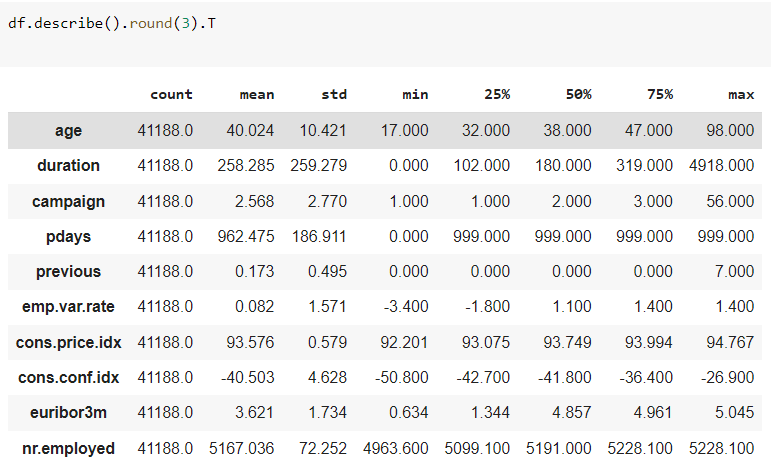 df.describe().round(3).T
count mean std min 25% 50% 75% max
age 41188.0 40.024 10.421 17.000 32.000 38.000 47.000 98.000
duration 41188.0 258.285 259.279 0.000 102.000 180.000 319.000 4918.000
campaign 41188.0 2.568 2.770 1.000 1.000 2.000 3.000 56.000
pdays 41188.0 962.475 186.911 0.000 999.000 999.000 999.000 999.000
previous 41188.0 0.173 0.495 0.000 0.000 0.000 0.000 7.000
emp.var.rate 41188.0 0.082 1.571 -3.400 -1.800 1.100 1.400 1.400
cons.price.idx 41188.0 93.576 0.579 92.201 93.075 93.749 93.994 94.767
cons.conf.idx 41188.0 -40.503 4.628 -50.800 -42.700 -41.800 -36.400 -26.900
euribor3m 41188.0 3.621 1.734 0.634 1.344 4.857 4.961 5.045
nr.employed 41188.0 5167.036 72.252 4963.600 5099.100 5191.000 5228.100 5228.100